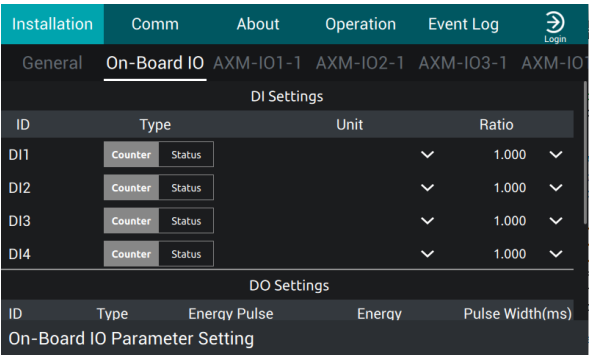 Installation Comm About Operation Event Log Login
General On-Board IO AXM-IO1-1 AXM-IO2-1 AXM-IO3-1 AXM-IO1
DI Settings
ID Type Unit Ratio
DI1 Counter Status 1.000
DI2 Counter Status 1.000
DI3 Counter Status 1.000
DI4 Counter Status 1.000
DO Settings
ID Type Energy Pulse Energy Pulse Width(ms)
On-Board IO Parameter Setting